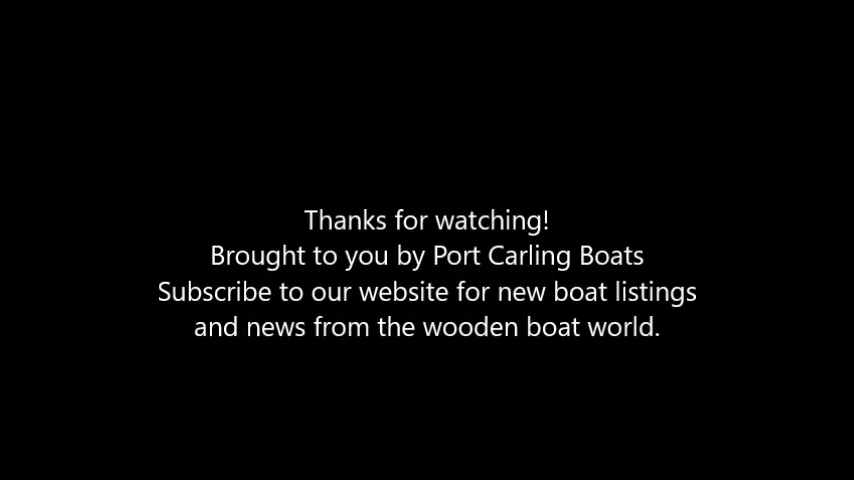 Thanks for watching!
Brought to you by Port Carling Boats
Subscribe to our website for new boat listings
and news from the wooden boat world.